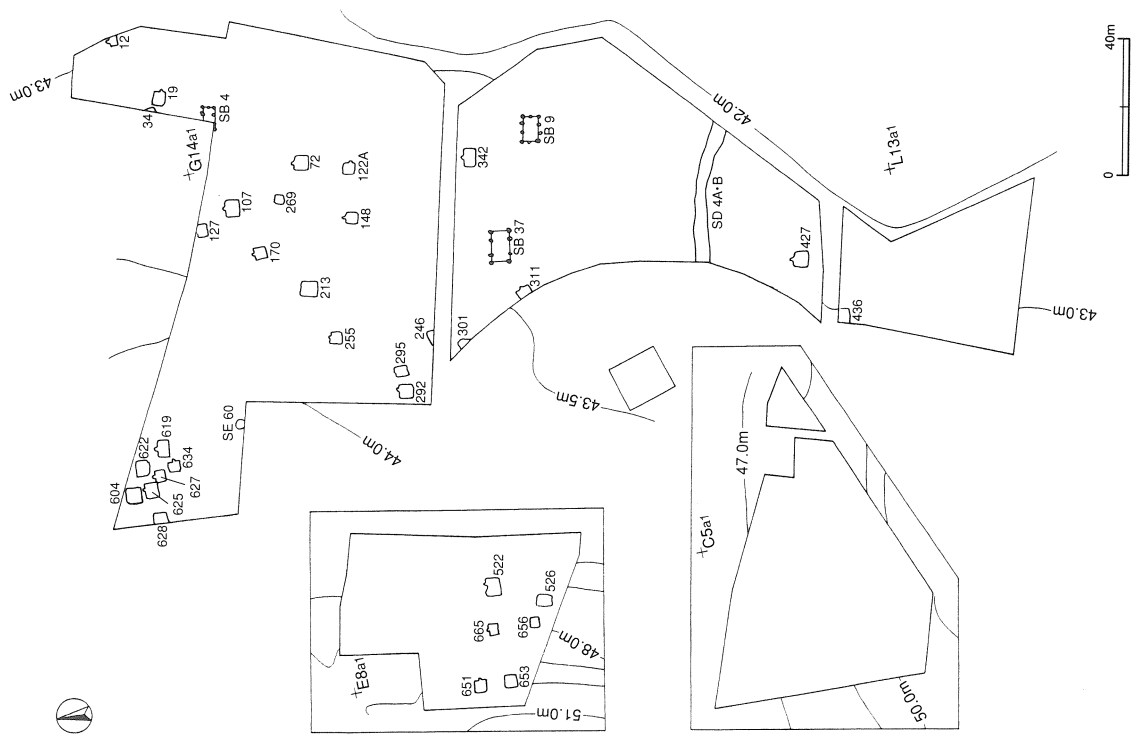 40m
0
43.0m
12
19
34
SB 4
G14a1
72
122A
107
269
127
148
170
213
255
246
295
292
342
SB 9
SB 37
311
301
42.0m
L13a1
SD 4A・B
427
436
43.0m
43.5m
44.0m
SE 60
619
622
634
604
627
625
628
522
526
665
656
651
653
E8a1
48.0m
51.0m
47.0m
C5a1
50.0m